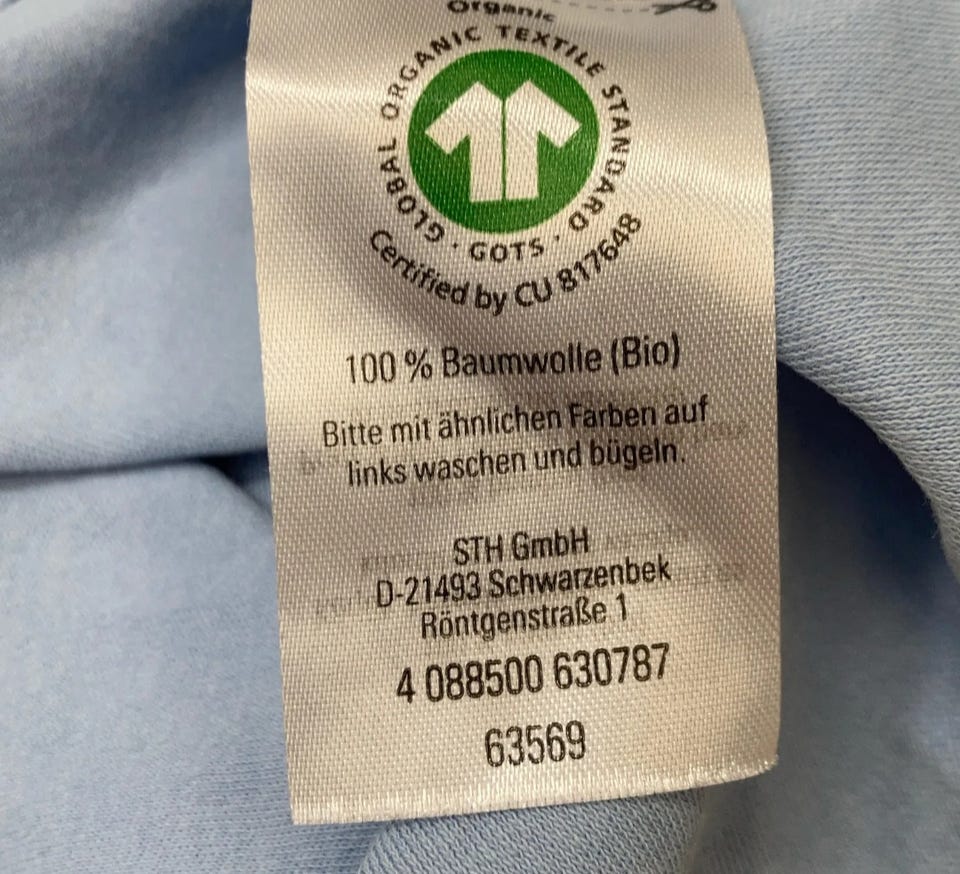 Organic
GLOBAL ORGANIC TEXTILE STANDARD · GOTS ·
Certified by CU 817648
100 % Baumwolle (Bio)
Bitte mit ähnlichen Farben auf
links waschen und bügeln.
STH GmbH
D-21493 Schwarzenbek
Röntgenstraße 1
4 088500 630787
63569